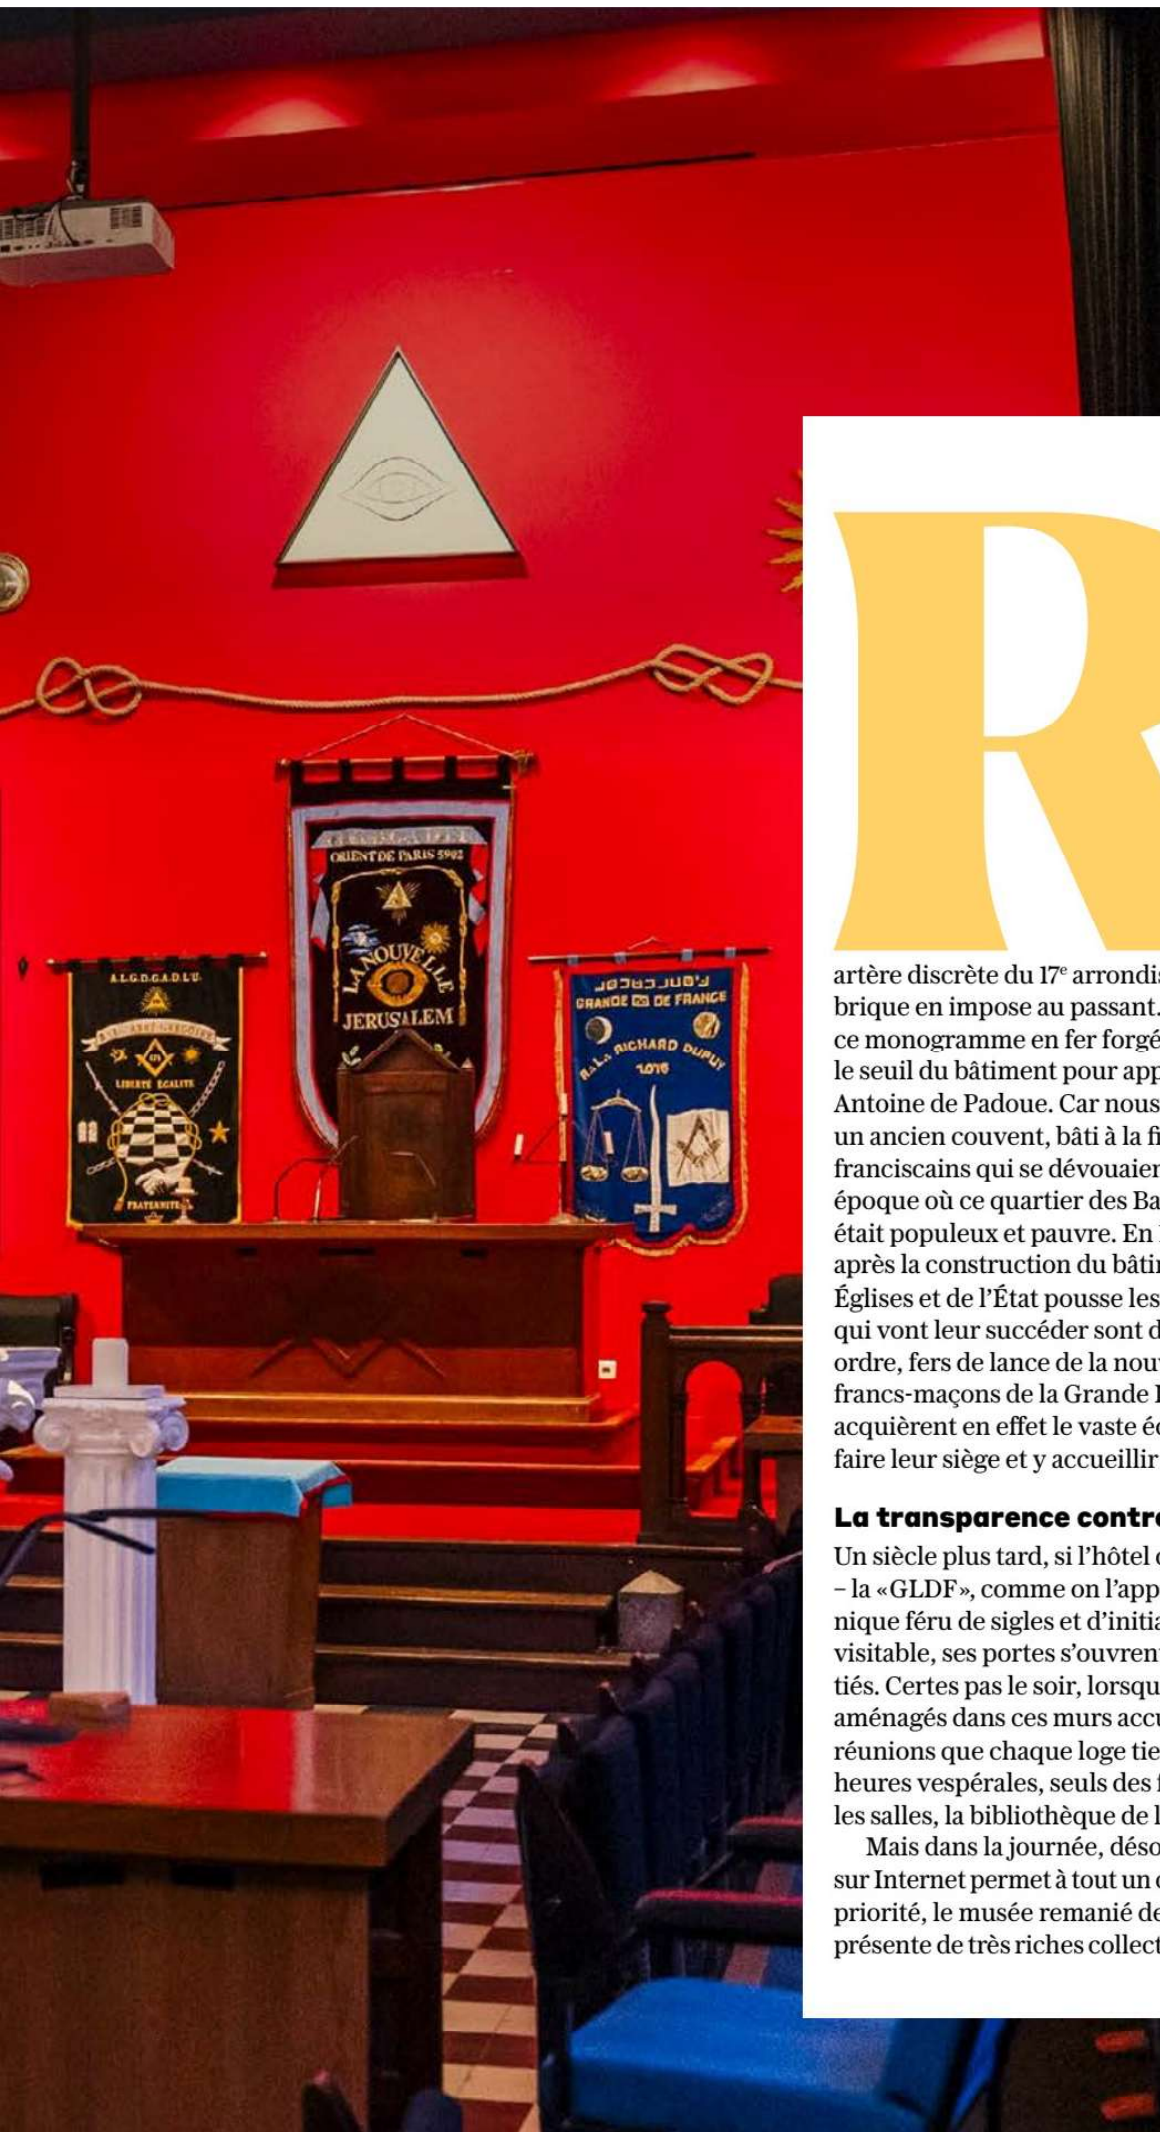 ORIENT DE PARIS 5902
LA NOUVELLE
JERUSALEM
A.L.G.D.G.A.D.L'U.
LIBERTÉ EGALITE
FRATERNITE
GRANDE DE FRANCE
R.L. RICHARD DUPUY
1.076
R
artère discrète du 17e arrondis
brique en impose au passant.
ce monogramme en fer forgé
le seuil du bâtiment pour app
Antoine de Padoue. Car nous
un ancien couvent, bâti à la fi
franciscains qui se dévouaien
époque où ce quartier des Ba
était populeux et pauvre. En
après la construction du bâti
Églises et de l'État pousse les
qui vont leur succéder sont d
ordre, fers de lance de la nou
francs-maçons de la Grande
acquièrent en effet le vaste éc
faire leur siège et y accueillir
La transparence contr
Un siècle plus tard, si l'hôtel
– la «GLDF», comme on l'app
nique féru de sigles et d'initia
visitable, ses portes s'ouvren
tiés. Certes pas le soir, lorsqu
aménagés dans ces murs accu
réunions que chaque loge tie
heures vespérales, seuls des
les salles, la bibliothèque de l
Mais dans la journée, déso
sur Internet permet à tout un
priorité, le musée remanié de
présente de très riches collect